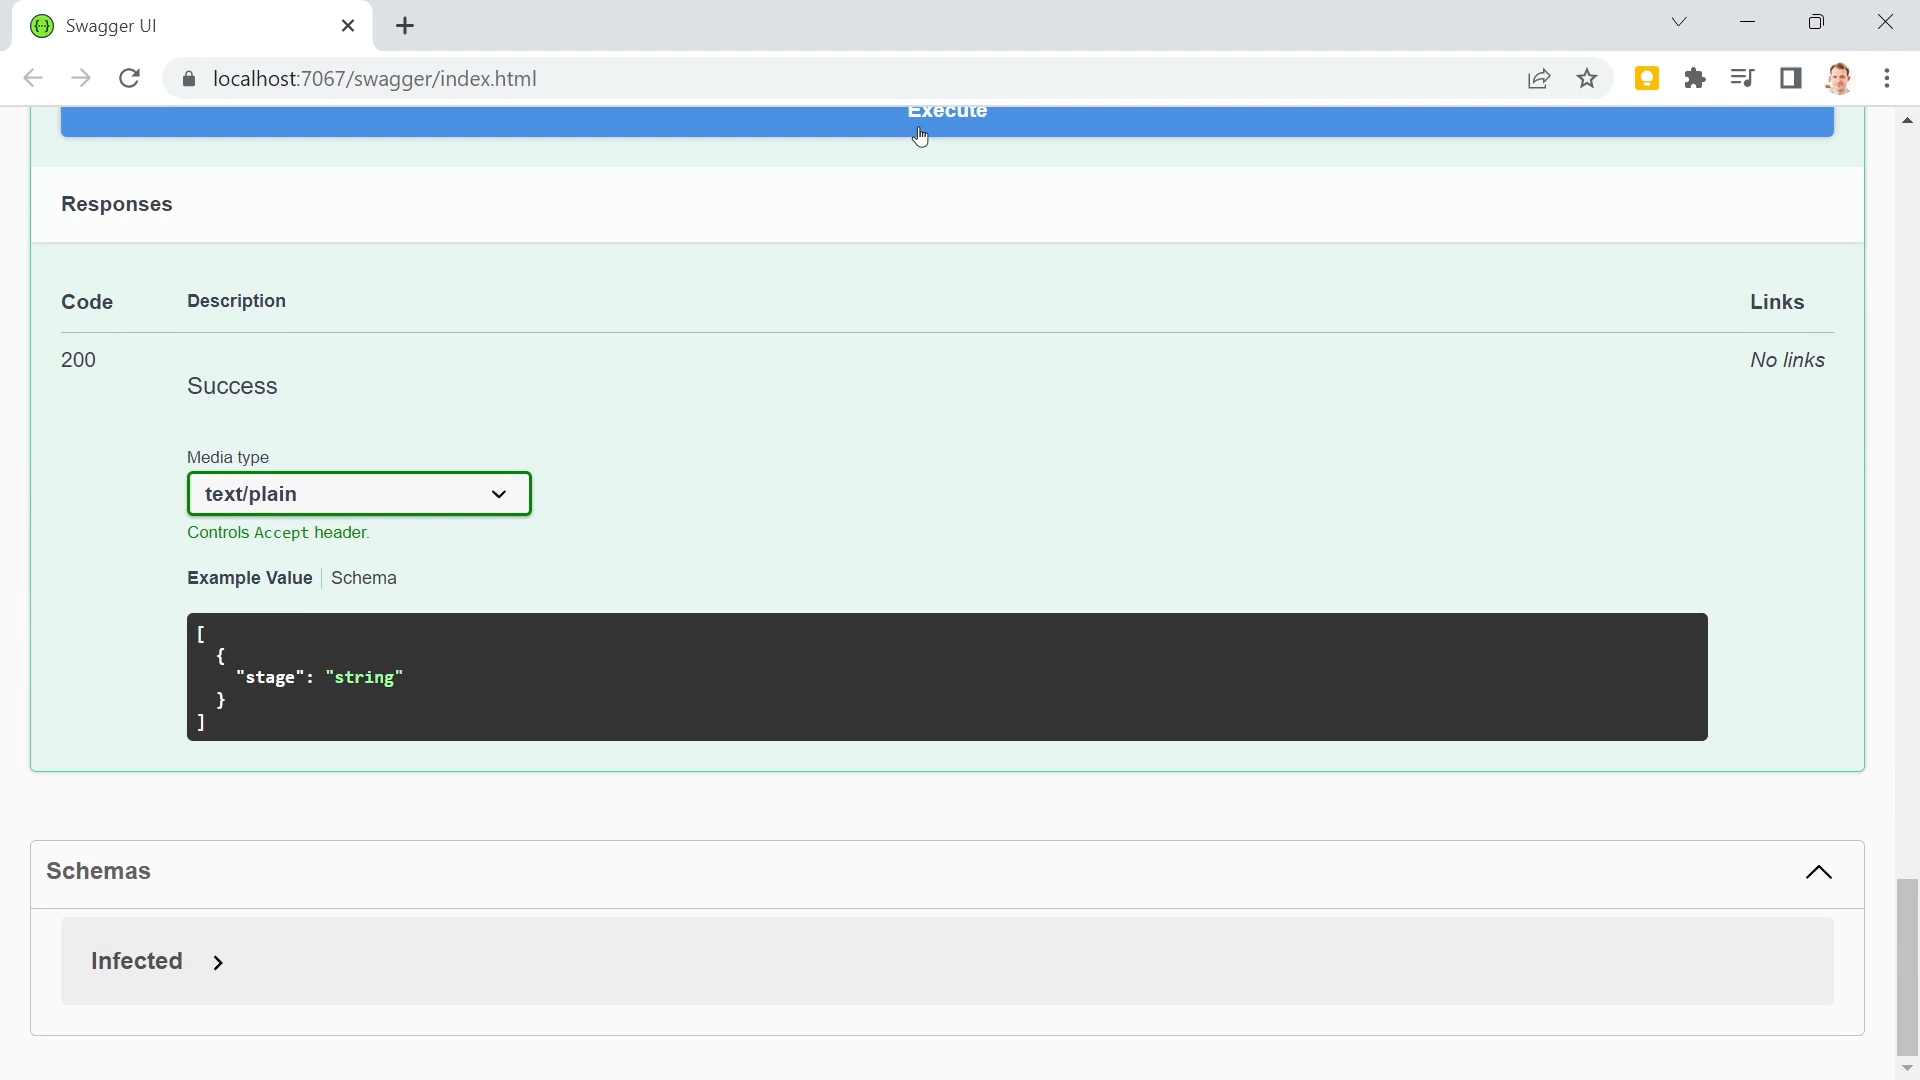 Swagger UI
localhost:7067/swagger/index.html
Execute
Responses
Code Description Links
200 No links
Success
Media type
text/plain
Controls Accept header.
Example Value Schema
[
{
"stage": "string"
}
]
Schemas
Infected